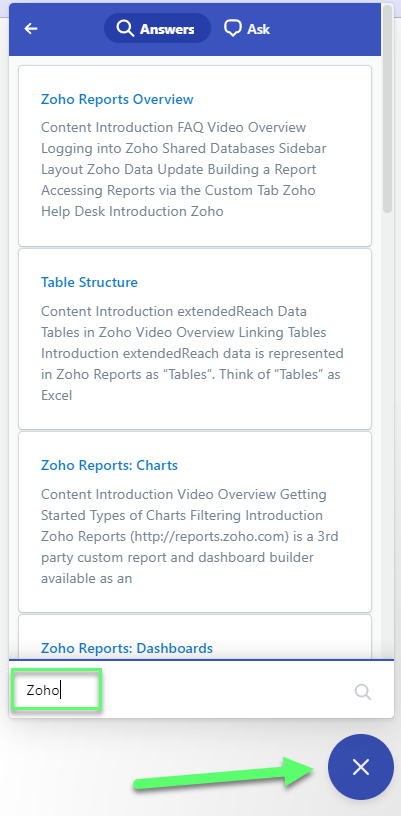 Answers Ask
Zoho Reports Overview
Content Introduction FAQ Video Overview
Logging into Zoho Shared Databases Sidebar
Layout Zoho Data Update Building a Report
Accessing Reports via the Custom Tab Zoho
Help Desk Introduction Zoho
Table Structure
Content Introduction extendedReach Data
Tables in Zoho Video Overview Linking Tables
Introduction extendedReach data is represented
in Zoho Reports as “Tables”. Think of “Tables” as
Excel
Zoho Reports: Charts
Content Introduction Video Overview Getting
Started Types of Charts Filtering Introduction
Zoho Reports (http://reports.zoho.com) is a 3rd
party custom report and dashboard builder
available as an
Zoho Reports: Dashboards
Zoho